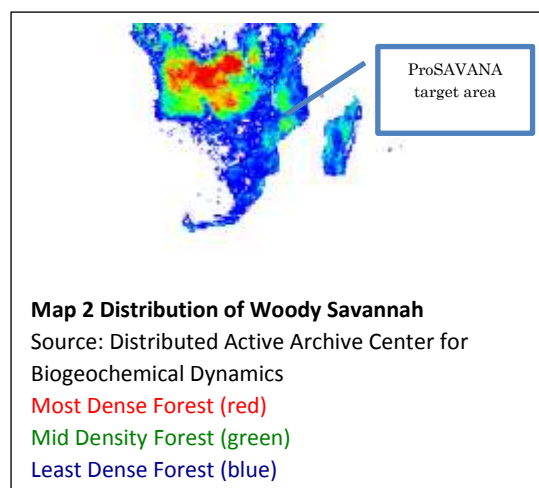 ProSAVANA
target area
Map 2 Distribution of Woody Savannah
Source: Distributed Active Archive Center for
Biogeochemical Dynamics
Most Dense Forest (red)
Mid Density Forest (green)
Least Dense Forest (blue)